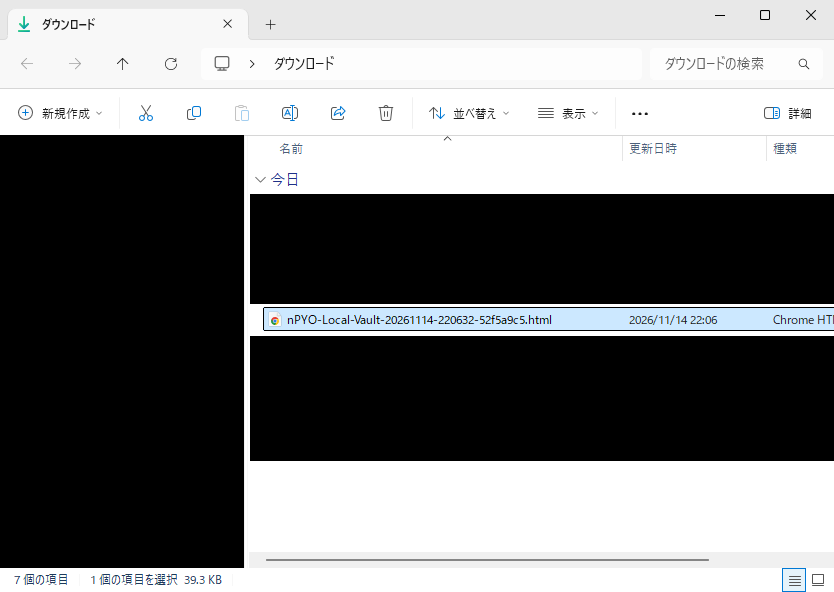 ダウンロード
ダウンロード
ダウンロードの検索
新規作成
並べ替え
表示
詳細
名前
更新日時
種類
今日
nPYO-Local-Vault-20261114-220632-52f5a9c5.html
2026/11/14 22:06
Chrome HT
7 個の項目
1 個の項目を選択 39.3 KB